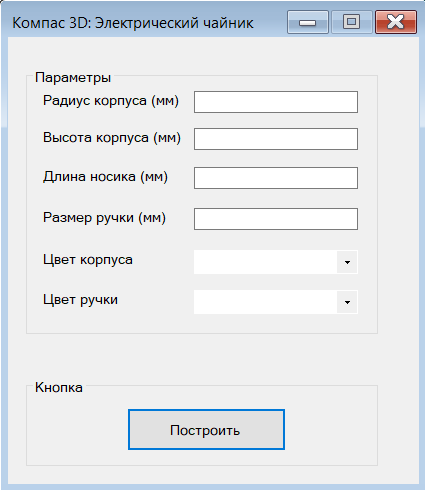 Компас 3D: Электрический чайник
Параметры
Радиус корпуса (мм)
Высота корпуса (мм)
Длина носика (мм)
Размер ручки (мм)
Цвет корпуса
Цвет ручки
Кнопка
Построить